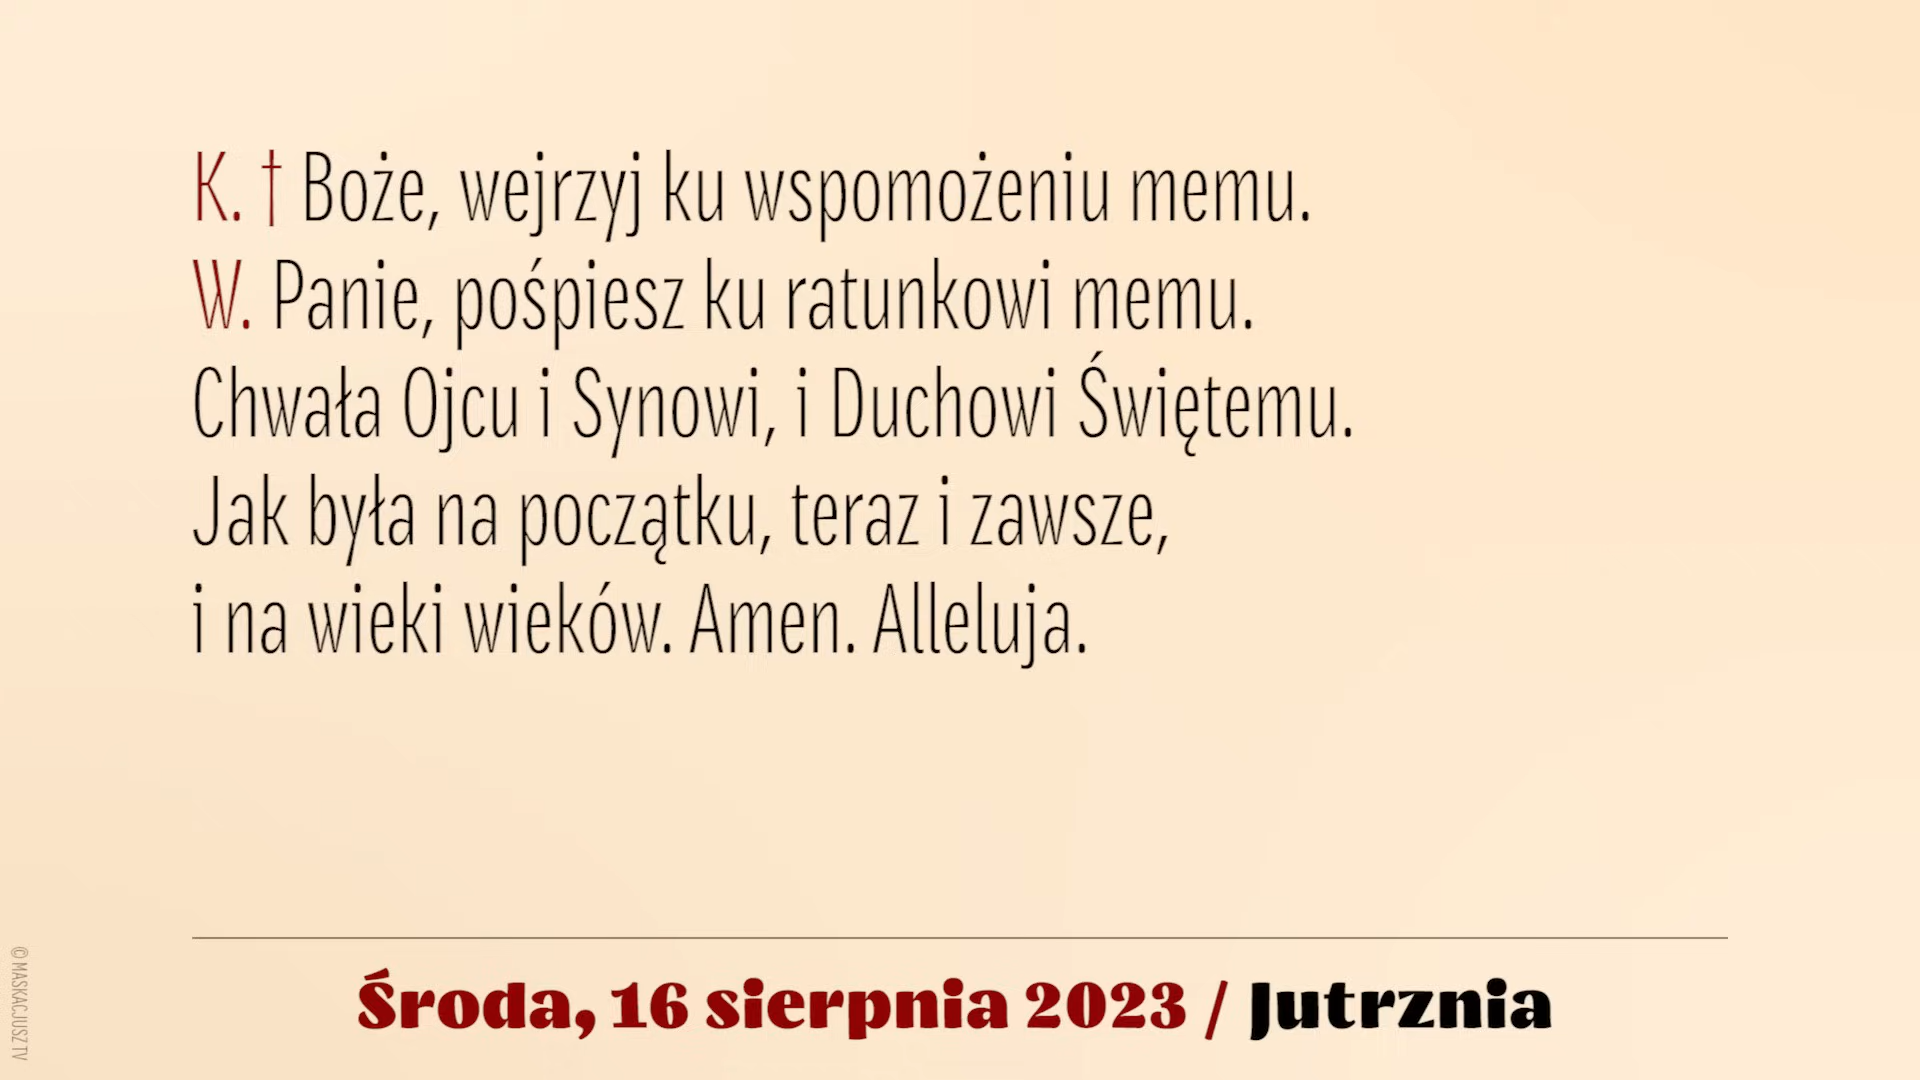 K. † Boże, wejrzyj ku wspomożeniu memu.
W. Panie, pośpiesz ku ratunkowi memu.
Chwała Ojcu i Synowi, i Duchowi Świętemu.
Jak była na początku, teraz i zawsze,
i na wieki wieków. Amen. Alleluja.
Środa, 16 sierpnia 2023 / Jutrznia
© MASKACJUSZ TV